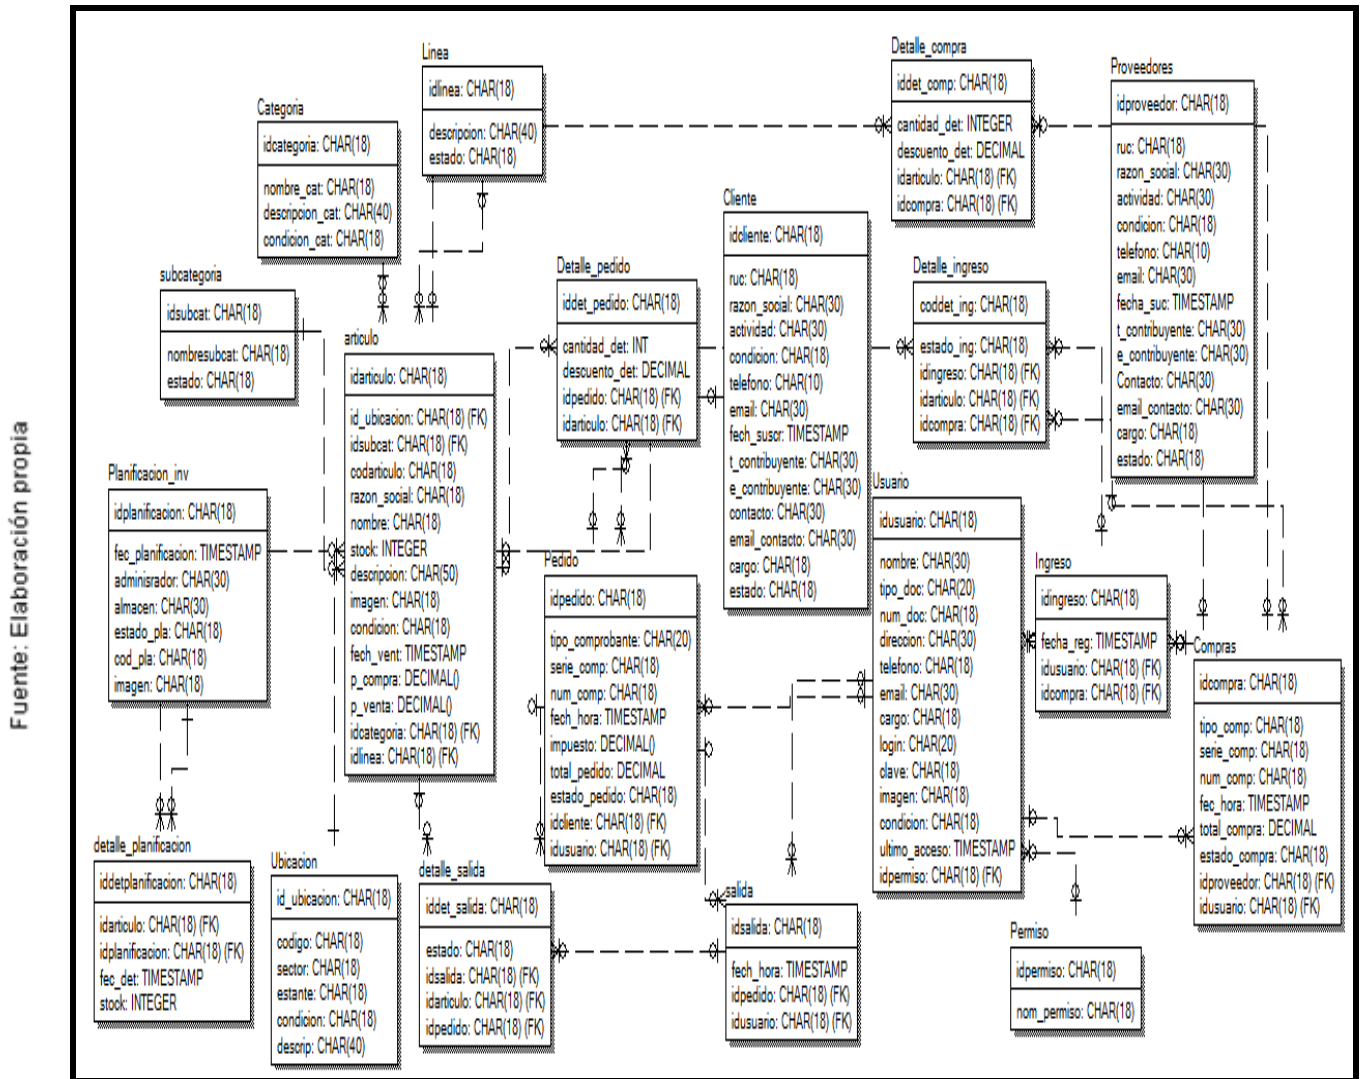 Fuente: Elaboración propia
Linea
idlinea: CHAR(18)
descripcion: CHAR(40)
estado: CHAR(18)
Detalle_compra
iddet_comp: CHAR(18)
cantidad_det: INTEGER
descuento_det: DECIMAL
idarticulo: CHAR(18) (FK)
idcompra: CHAR(18) (FK)
Proveedores
idproveedor: CHAR(18)
ruc: CHAR(18)
razon_social: CHAR(30)
actividad: CHAR(30)
condicion: CHAR(18)
telefono: CHAR(10)
email: CHAR(30)
fecha_suc: TIMESTAMP
t_contribuyente: CHAR(30)
e_contribuyente: CHAR(30)
Contacto: CHAR(30)
email_contacto: CHAR(30)
cargo: CHAR(18)
estado: CHAR(18)
Categoria
idcategoria: CHAR(18)
nombre_cat: CHAR(18)
descripcion_cat: CHAR(40)
condicion_cat: CHAR(18)
Cliente
idcliente: CHAR(18)
ruc: CHAR(18)
razon_social: CHAR(30)
actividad: CHAR(30)
condicion: CHAR(18)
telefono: CHAR(10)
email: CHAR(30)
fech_suscr: TIMESTAMP
t_contribuyente: CHAR(30)
e_contribuyente: CHAR(30)
contacto: CHAR(30)
email_contacto: CHAR(30)
cargo: CHAR(18)
estado: CHAR(18)
subcategoria
idsubcat: CHAR(18)
nombresubcat: CHAR(18)
estado: CHAR(18)
Detalle_pedido
iddet_pedido: CHAR(18)
cantidad_det: INT
descuento_det: DECIMAL
idpedido: CHAR(18) (FK)
idarticulo: CHAR(18) (FK)
Detalle_ingreso
coddet_ing: CHAR(18)
estado_ing: CHAR(18)
idingreso: CHAR(18) (FK)
idarticulo: CHAR(18) (FK)
idcompra: CHAR(18) (FK)
articulo
idarticulo: CHAR(18)
id_ubicacion: CHAR(18) (FK)
idsubcat: CHAR(18) (FK)
codarticulo: CHAR(18)
razon_social: CHAR(18)
nombre: CHAR(18)
stock: INTEGER
descripcion: CHAR(50)
imagen: CHAR(18)
condicion: CHAR(18)
fech_vent: TIMESTAMP
p_compra: DECIMAL()
p_venta: DECIMAL()
idcategoria: CHAR(18) (FK)
idlinea: CHAR(18) (FK)
Planificacion_inv
idplanificacion: CHAR(18)
fec_planificacion: TIMESTAMP
adminisrador: CHAR(30)
almacen: CHAR(30)
estado_pla: CHAR(18)
cod_pla: CHAR(18)
imagen: CHAR(18)
Usuario
idusuario: CHAR(18)
nombre: CHAR(30)
tipo_doc: CHAR(20)
num_doc: CHAR(18)
direccion: CHAR(30)
telefono: CHAR(18)
email: CHAR(30)
cargo: CHAR(18)
login: CHAR(20)
clave: CHAR(18)
imagen: CHAR(18)
condicion: CHAR(18)
ultimo_acceso: TIMESTAMP
idpermiso: CHAR(18) (FK)
Pedido
idpedido: CHAR(18)
tipo_comprobante: CHAR(20)
serie_comp: CHAR(18)
num_comp: CHAR(18)
fech_hora: TIMESTAMP
impuesto: DECIMAL()
total_pedido: DECIMAL
estado_pedido: CHAR(18)
idcliente: CHAR(18) (FK)
idusuario: CHAR(18) (FK)
Ingreso
idingreso: CHAR(18)
fecha_reg: TIMESTAMP
idusuario: CHAR(18) (FK)
idcompra: CHAR(18) (FK)
Compras
idcompra: CHAR(18)
tipo_comp: CHAR(18)
serie_comp: CHAR(18)
num_comp: CHAR(18)
fec_hora: TIMESTAMP
total_compra: DECIMAL
estado_compra: CHAR(18)
idproveedor: CHAR(18) (FK)
idusuario: CHAR(18) (FK)
detalle_planificacion
iddetplanificacion: CHAR(18)
idarticulo: CHAR(18) (FK)
idplanificacion: CHAR(18) (FK)
fec_det: TIMESTAMP
stock: INTEGER
Ubicacion
id_ubicacion: CHAR(18)
codigo: CHAR(18)
sector: CHAR(18)
estante: CHAR(18)
condicion: CHAR(18)
descrip: CHAR(40)
detalle_salida
iddet_salida: CHAR(18)
estado: CHAR(18)
idsalida: CHAR(18) (FK)
idarticulo: CHAR(18) (FK)
idpedido: CHAR(18) (FK)
salida
idsalida: CHAR(18)
fech_hora: TIMESTAMP
idpedido: CHAR(18) (FK)
idusuario: CHAR(18) (FK)
Permiso
idpermiso: CHAR(18)
nom_permiso: CHAR(18)